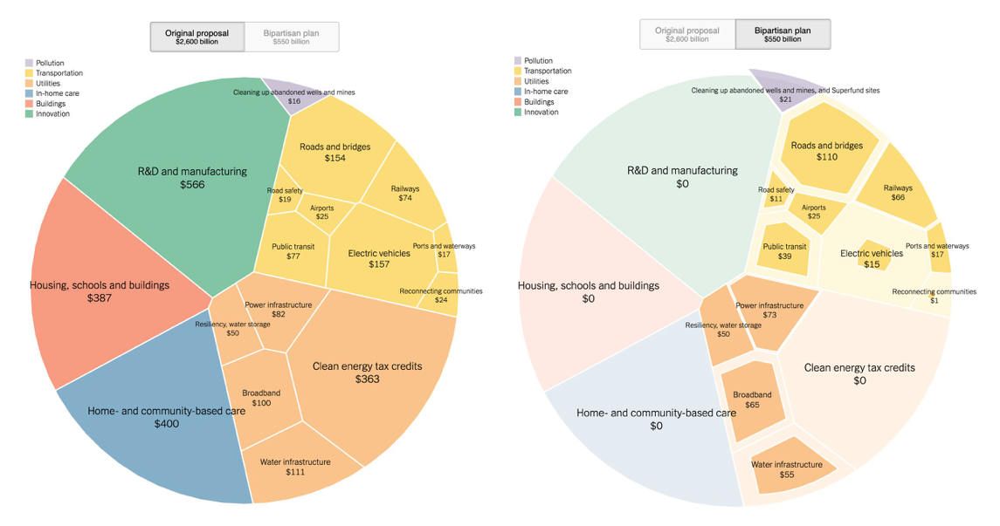 Original proposal
$2,600 billion
Bipartisan plan
$550 billion
Pollution
Transportation
Utilities
In-home care
Buildings
Innovation
Cleaning up abandoned wells and mines
$16
Roads and bridges
$154
R&D and manufacturing
$566
Road safety
$19
Railways
$74
Airports
$25
Public transit
$77
Electric vehicles
$157
Ports and waterways
$17
Housing, schools and buildings
$387
Reconnecting communities
$24
Power infrastructure
$82
Resiliency, water storage
$50
Clean energy tax credits
$363
Broadband
$100
Home- and community-based care
$400
Water infrastructure
$111
Original proposal
$2,600 billion
Bipartisan plan
$550 billion
Pollution
Transportation
Utilities
In-home care
Buildings
Innovation
Cleaning up abandoned wells and mines, and Superfund sites
$21
Roads and bridges
$110
R&D and manufacturing
$0
Road safety
$11
Railways
$66
Airports
$25
Public transit
$39
Electric vehicles
$15
Ports and waterways
$17
Housing, schools and buildings
$0
Reconnecting communities
$1
Power infrastructure
$73
Resiliency, water storage
$50
Clean energy tax credits
$0
Broadband
$65
Home- and community-based care
$0
Water infrastructure
$55